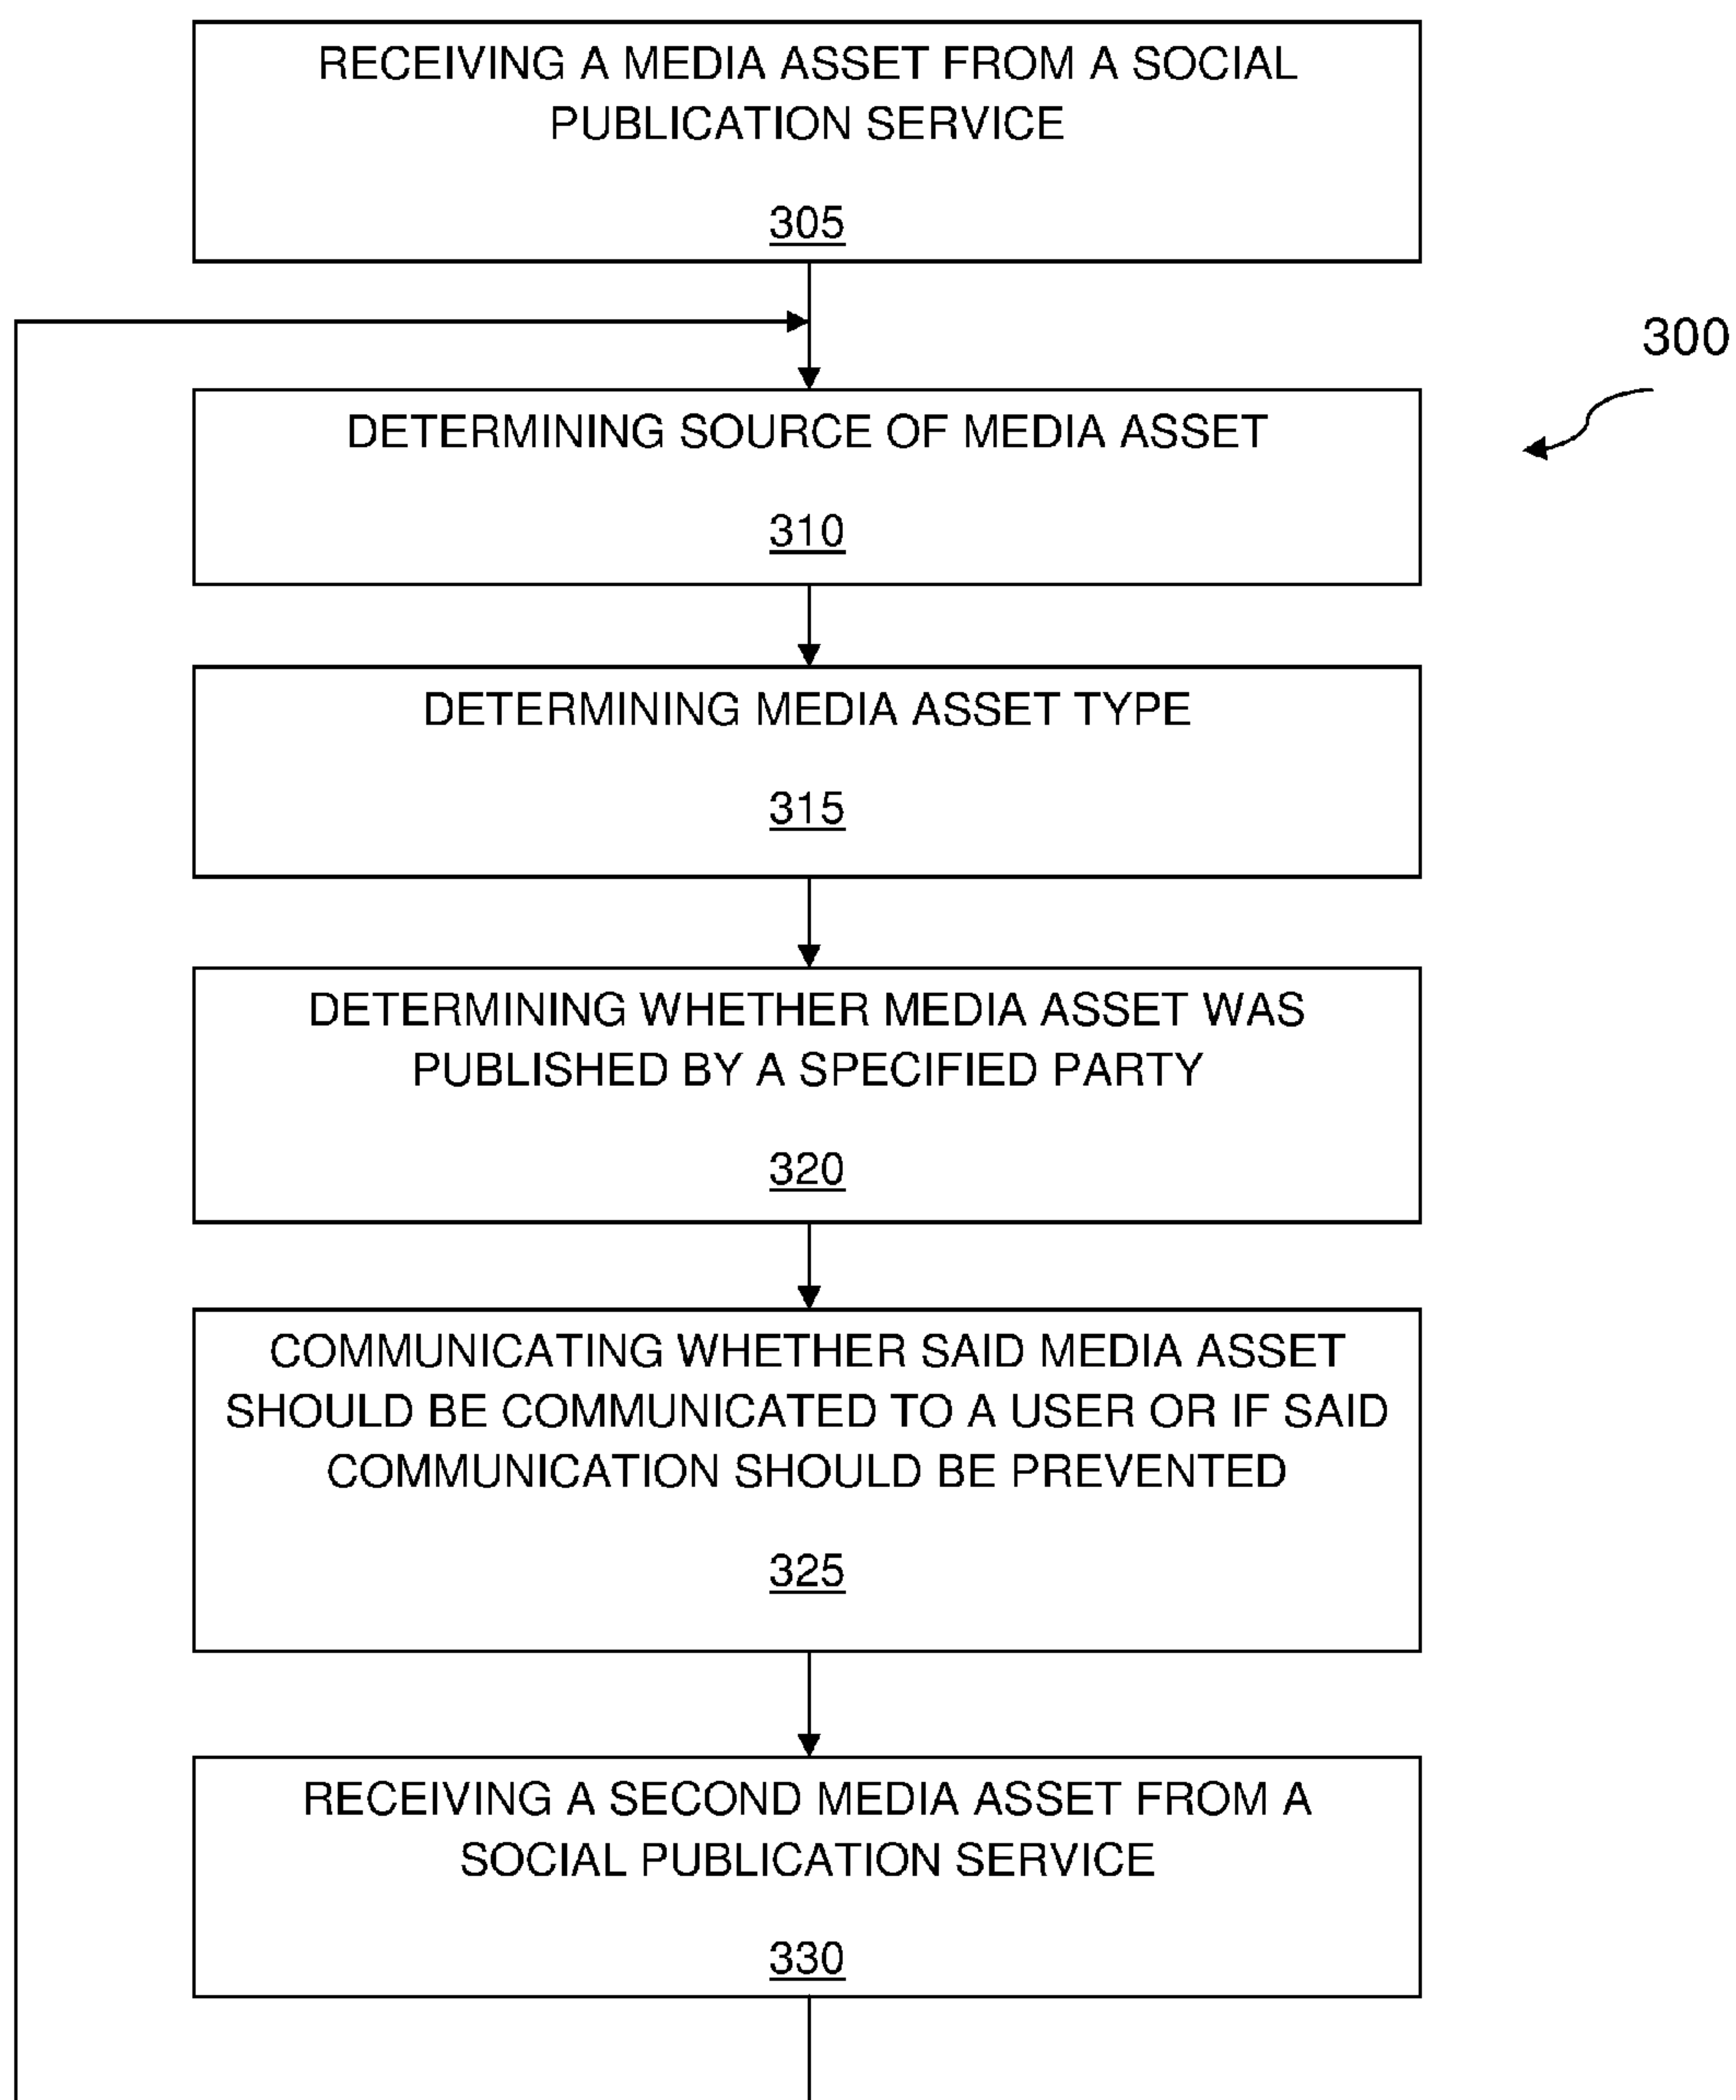 RECEIVING A MEDIA ASSET FROM A SOCIAL
PUBLICATION SERVICE
305
300
DETERMINING SOURCE OF MEDIA ASSET
310
DETERMINING MEDIA ASSET TYPE
315
DETERMINING WHETHER MEDIA ASSET WAS
PUBLISHED BY A SPECIFIED PARTY
320
COMMUNICATING WHETHER SAID MEDIA ASSET
SHOULD BE COMMUNICATED TO A USER OR IF SAID
COMMUNICATION SHOULD BE PREVENTED
325
RECEIVING A SECOND MEDIA ASSET FROM A
SOCIAL PUBLICATION SERVICE
330